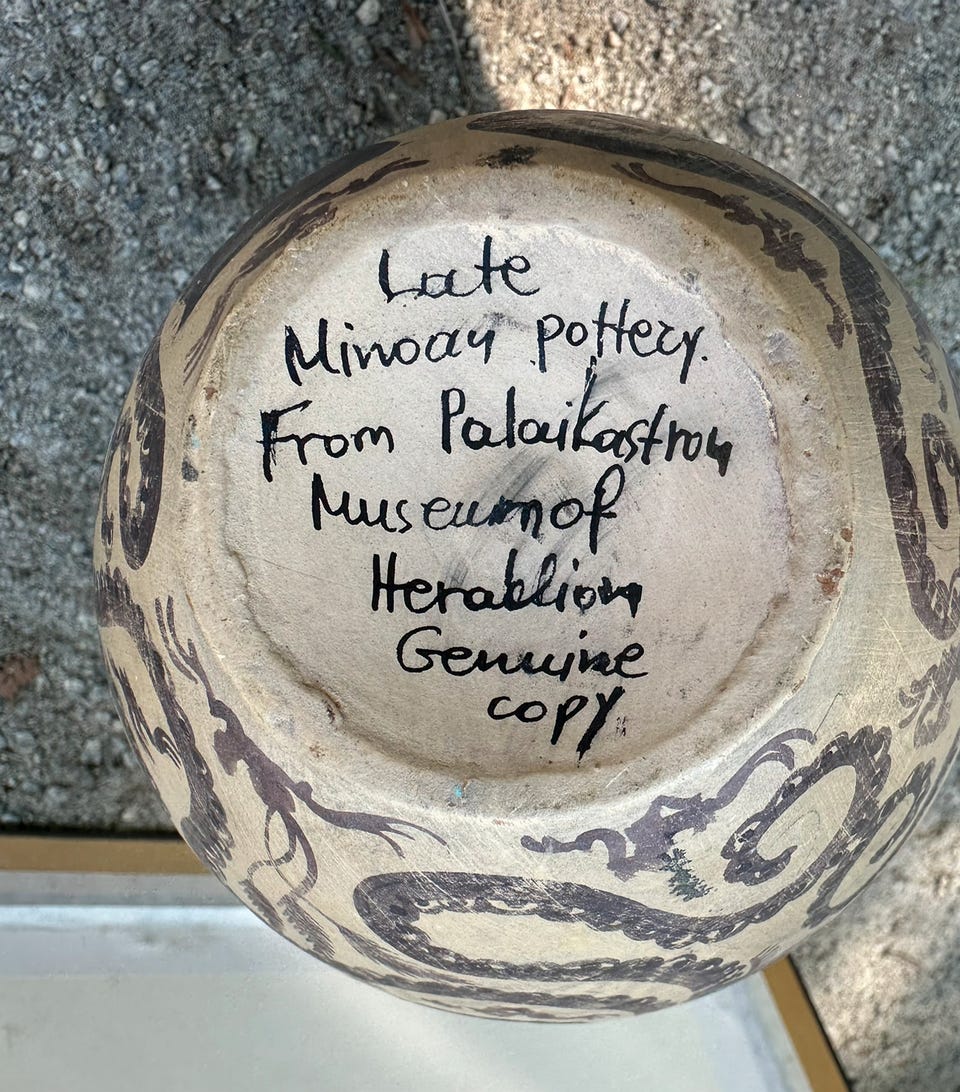 Late
Minoan pottery.
From Palaikastron
Museum of
Heraklion
Genuine
copy